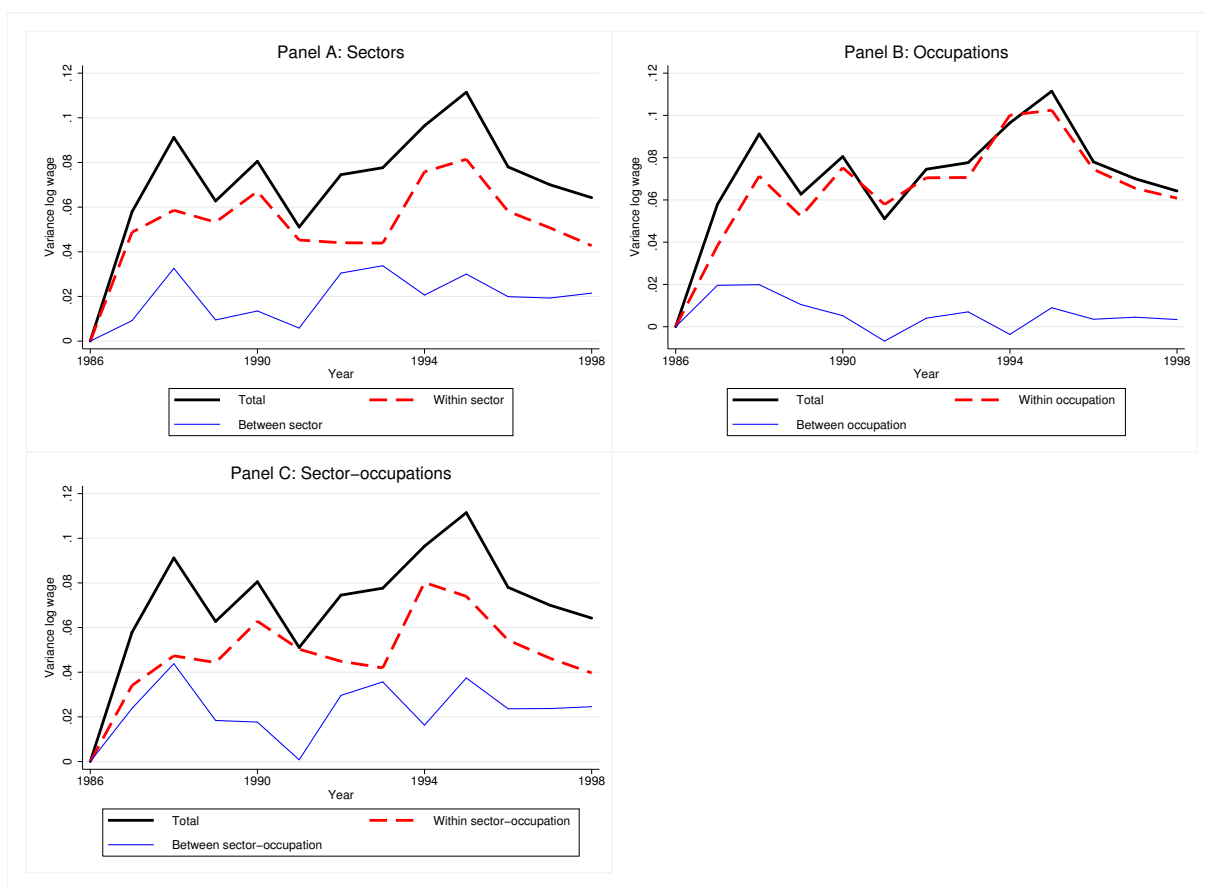 Panel A: Sectors
Variance log wage
0 .02 .04 .06 .08 .1 .12
1986 1990 1994 1998
Year
Total Within sector
Between sector
Panel B: Occupations
Variance log wage
0 .02 .04 .06 .08 .1 .12
1986 1990 1994 1998
Year
Total Within occupation
Between occupation
Panel C: Sector−occupations
Variance log wage
0 .02 .04 .06 .08 .1 .12
1986 1990 1994 1998
Year
Total Within sector−occupation
Between sector−occupation